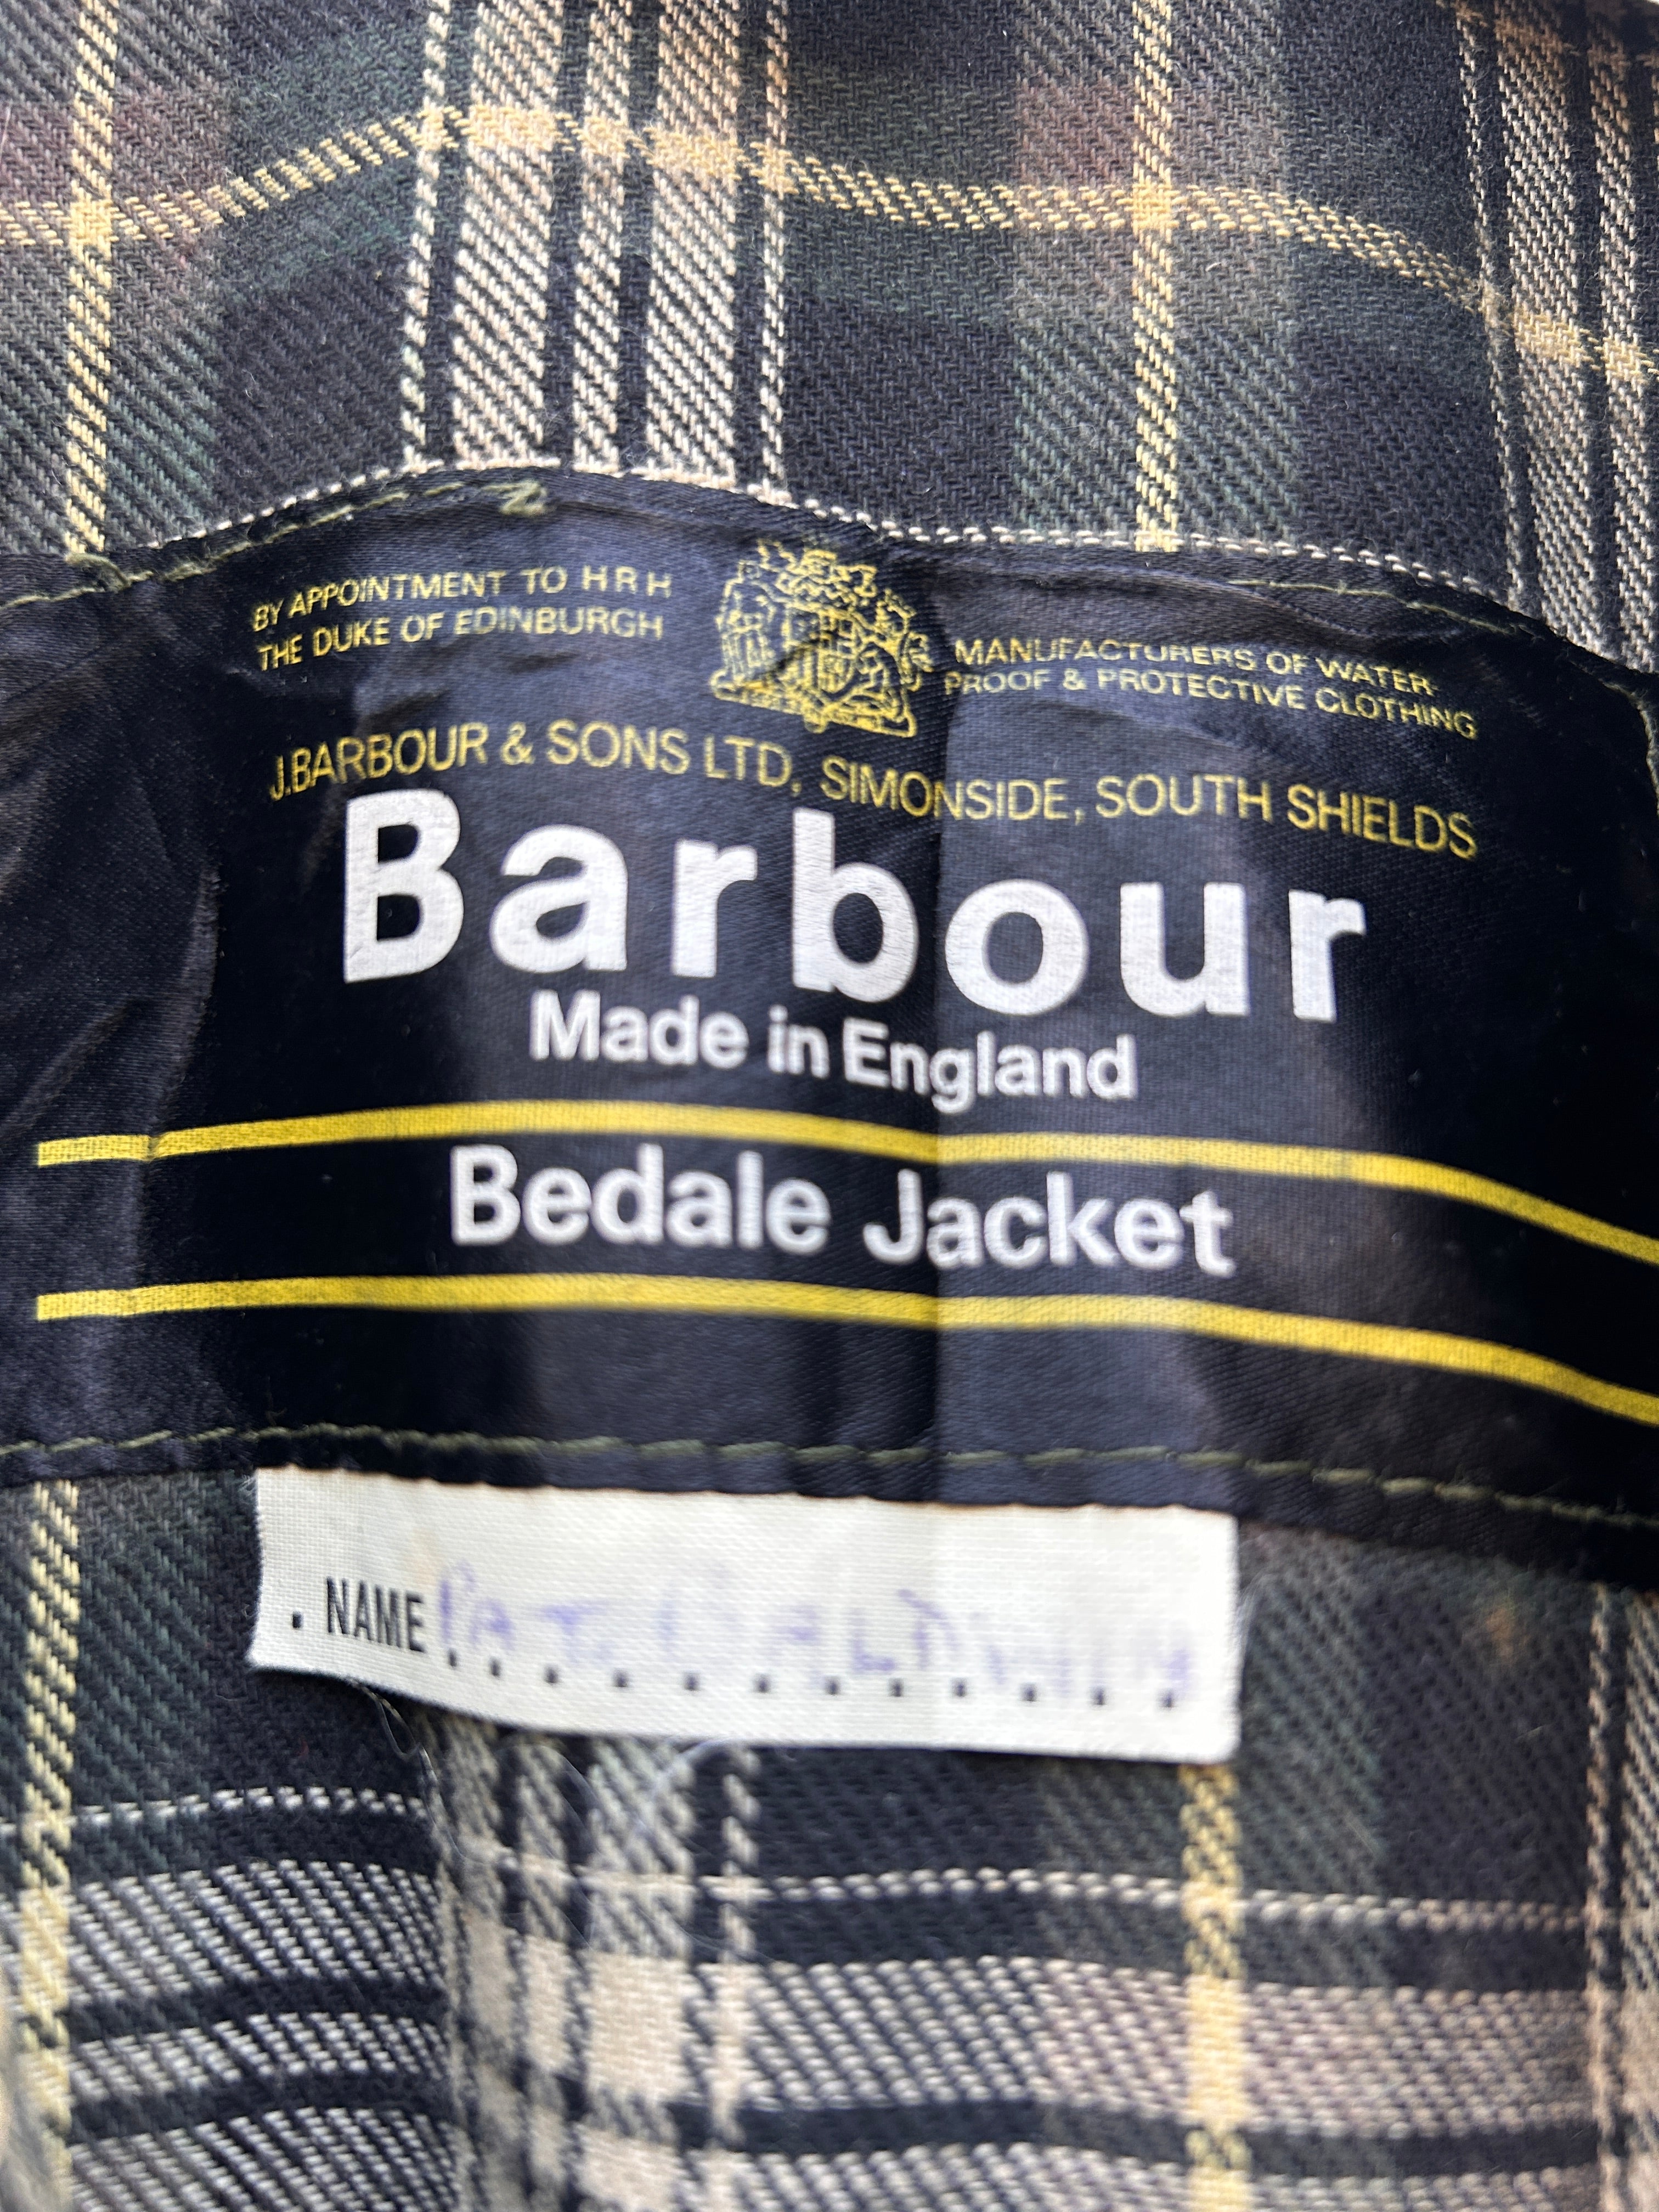 BY APPOINTMENT TO H R H
THE DUKE OF EDINBURGH
MANUFACTURERS OF WATER-
PROOF & PROTECTIVE CLOTHING
J.BARBOUR & SONS LTD, SIMONSIDE, SOUTH SHIELDS
Barbour
Made in England
Bedale Jacket
. NAME PAT